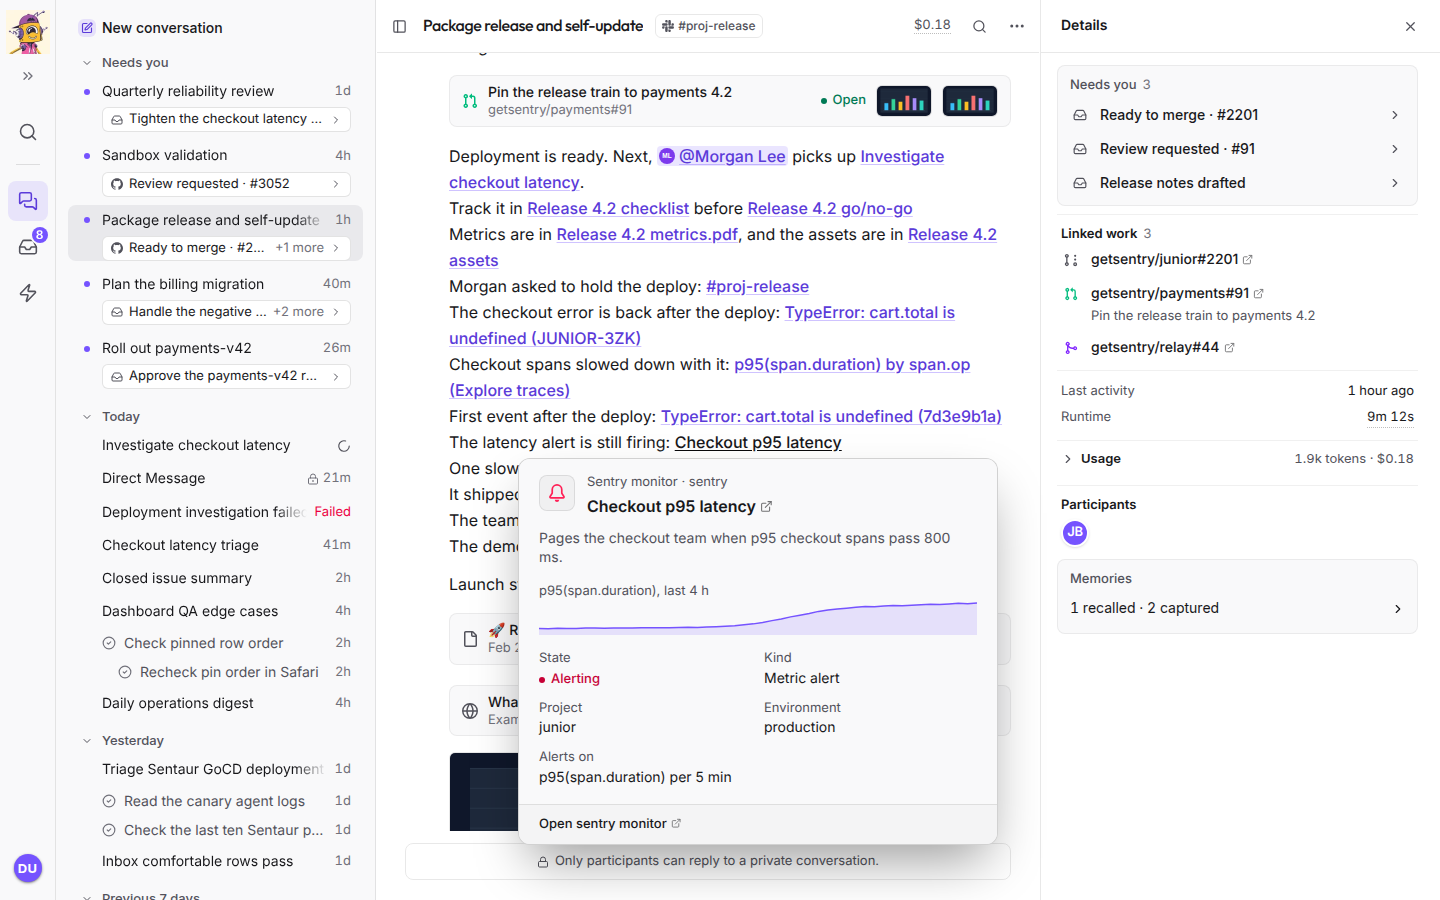 New conversation
Needs you
Quarterly reliability review 1d
Tighten the checkout latency ...
Sandbox validation 4h
Review requested · #3052
Package release and self-update 1h
Ready to merge · #2... +1 more
8
Plan the billing migration 40m
Handle the negative ... +2 more
Roll out payments-v42 26m
Approve the payments-v42 r...
Today
Investigate checkout latency
Direct Message 21m
Deployment investigation failed Failed
Checkout latency triage 41m
Closed issue summary 2h
Dashboard QA edge cases 4h
Check pinned row order 2h
Recheck pin order in Safari 2h
Daily operations digest 4h
Yesterday
Triage Sentaur GoCD deployment 1d
Read the canary agent logs 1d
Check the last ten Sentaur p... 1d
Inbox comfortable rows pass 1d
Previous 7 days
DU
Package release and self-update #proj-release $0.18
Pin the release train to payments 4.2
getsentry/payments#91
Open
Deployment is ready. Next, ML @Morgan Lee picks up Investigate
checkout latency.
Track it in Release 4.2 checklist before Release 4.2 go/no-go
Metrics are in Release 4.2 metrics.pdf, and the assets are in Release 4.2
assets
Morgan asked to hold the deploy: #proj-release
The checkout error is back after the deploy: TypeError: cart.total is
undefined (JUNIOR-3ZK)
Checkout spans slowed down with it: p95(span.duration) by span.op
(Explore traces)
First event after the deploy: TypeError: cart.total is undefined (7d3e9b1a)
The latency alert is still firing: Checkout p95 latency
One slow
It shipped
The team
The demo
Launch s
🚀 R
Feb 2
Wha
Exam
Sentry monitor · sentry
Checkout p95 latency
Pages the checkout team when p95 checkout spans pass 800
ms.
p95(span.duration), last 4 h
State Kind
Alerting Metric alert
Project Environment
junior production
Alerts on
p95(span.duration) per 5 min
Open sentry monitor
Only participants can reply to a private conversation.
Details
Needs you 3
Ready to merge · #2201
Review requested · #91
Release notes drafted
Linked work 3
getsentry/junior#2201
getsentry/payments#91
Pin the release train to payments 4.2
getsentry/relay#44
Last activity 1 hour ago
Runtime 9m 12s
Usage 1.9k tokens · $0.18
Participants
JB
Memories
1 recalled · 2 captured